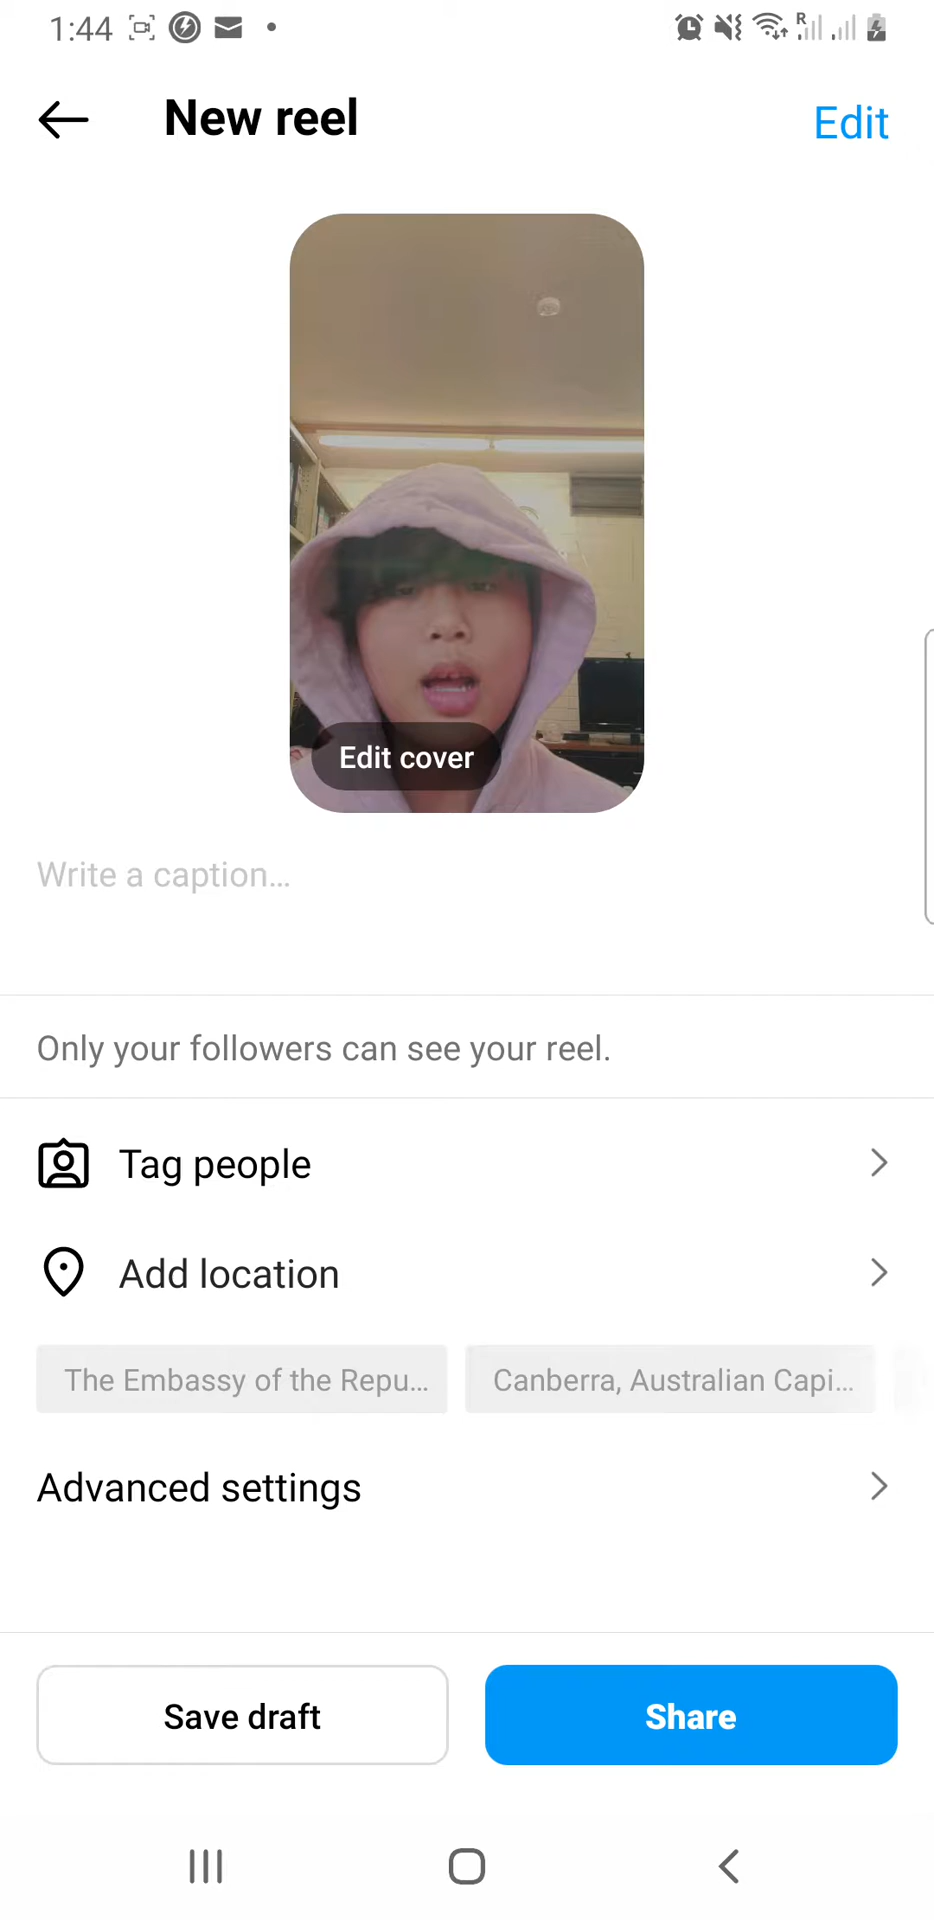 1:44
R
New reel
Edit
Edit cover
Write a caption...
Only your followers can see your reel.
Tag people
Add location
The Embassy of the Repu...
Canberra, Australian Capi...
Advanced settings
Save draft
Share